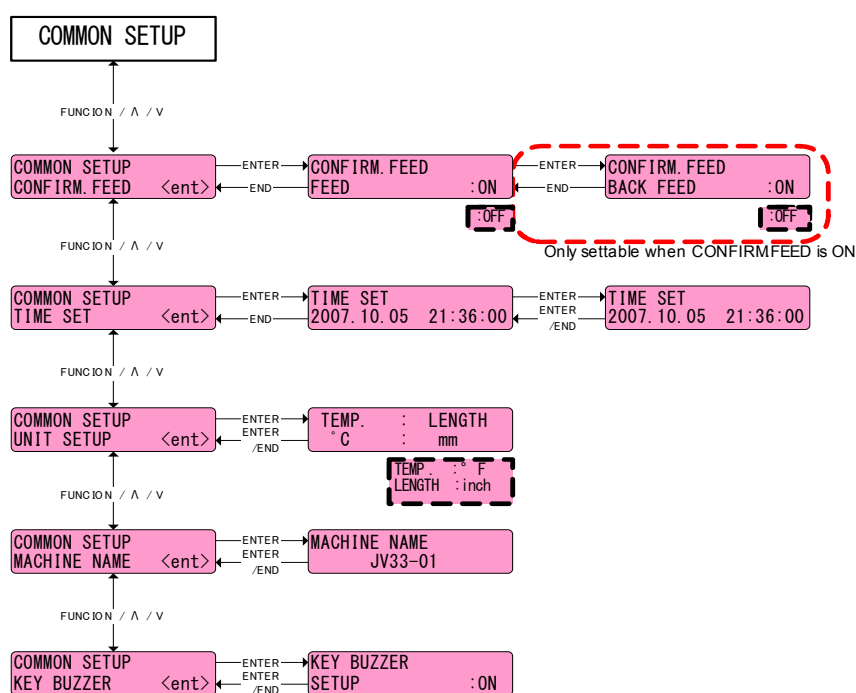 COMMON SETUP
FUNCION / Λ / V
COMMON SETUP
CONFIRM.FEED <ent>
ENTER
END
CONFIRM.FEED
FEED :ON
:OFF
ENTER
END
CONFIRM.FEED
BACK FEED :ON
:OFF
Only settable when CONFIRMFEED is ON
FUNCION / Λ / V
COMMON SETUP
TIME SET <ent>
ENTER
END
TIME SET
2007.10.05 21:36:00
ENTER
ENTER
/END
TIME SET
2007.10.05 21:36:00
FUNCION / Λ / V
COMMON SETUP
UNIT SETUP <ent>
ENTER
ENTER
/END
TEMP. : LENGTH
°C : mm
TEMP. :° F
LENGTH :inch
FUNCION / Λ / V
COMMON SETUP
MACHINE NAME <ent>
ENTER
ENTER
/END
MACHINE NAME
JV33-01
FUNCION / Λ / V
COMMON SETUP
KEY BUZZER <ent>
ENTER
ENTER
/END
KEY BUZZER
SETUP :ON